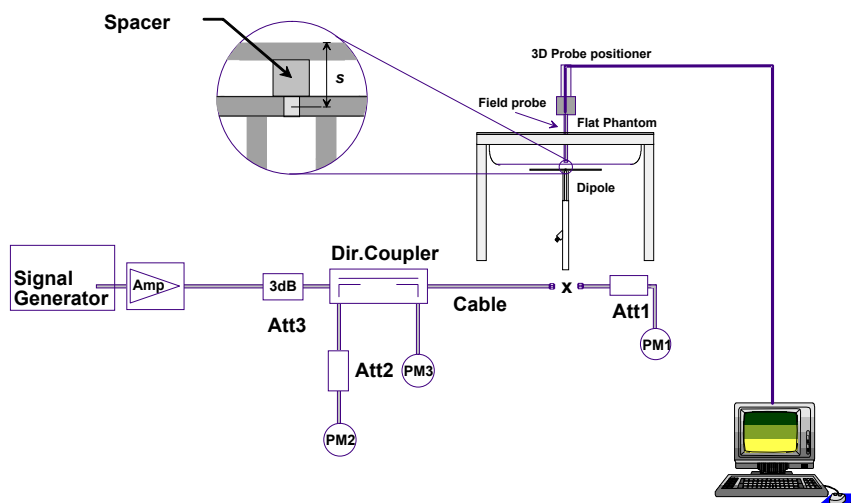 Spacer
s
3D Probe positioner
Field probe
Flat Phantom
Dipole
Dir.Coupler
Signal
Generator
Amp
3dB
Att3
Cable
x
Att1
PM1
Att2
PM3
PM2